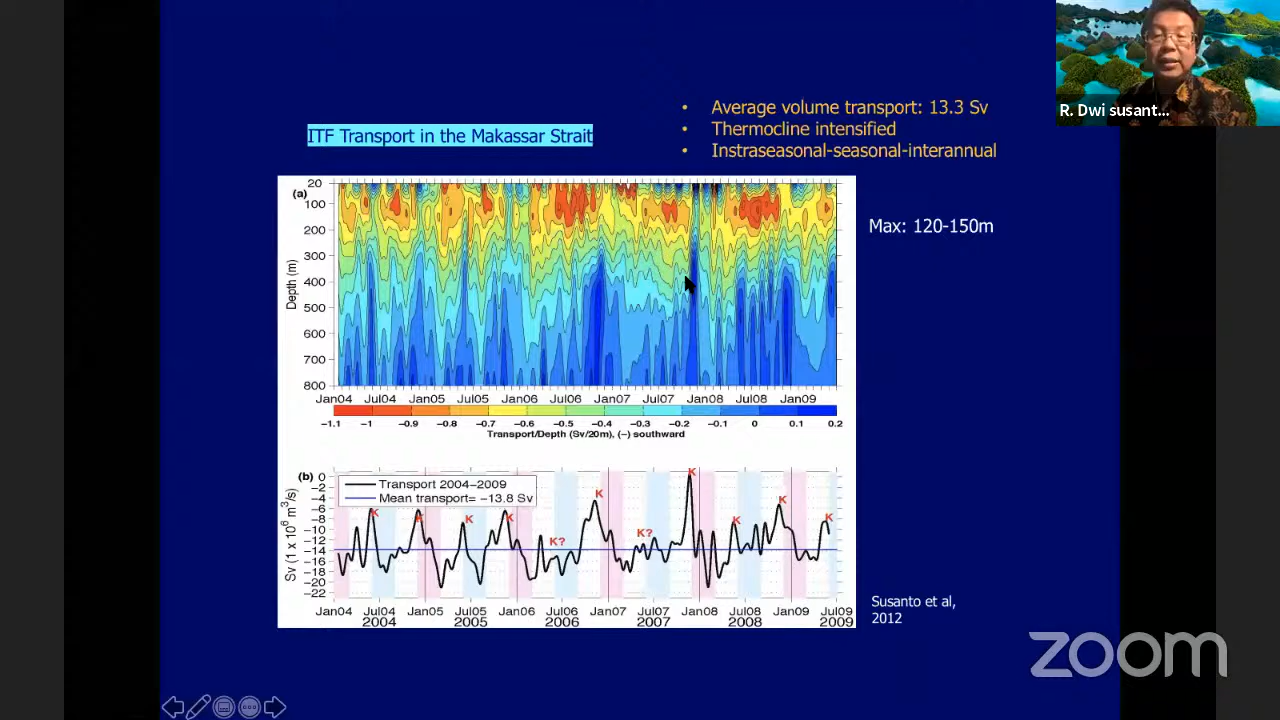 R. Dwi susant...
• Average volume transport: 13.3 Sv
• Thermocline intensified
• Instraseasonal-seasonal-interannual
ITF Transport in the Makassar Strait
Max: 120-150m
(a)
Depth (m)
20
100
200
300
400
500
600
700
800
Jan04 Jul04 Jan05 Jul05 Jan06 Jul06 Jan07 Jul07 Jan08 Jul08 Jan09
−1.1 −1 −0.9 −0.8 −0.7 −0.6 −0.5 −0.4 −0.3 −0.2 −0.1 0 0.1 0.2
Transport/Depth (Sv/20m), (−) southward
(b)
Sv (1 x 10⁶ m³/s)
0
−2
−4
−6
−8
−10
−12
−14
−16
−18
−20
−22
Transport 2004−2009
Mean transport= −13.8 Sv
K K K K K? K K? K K K K
Jan04 Jul04 Jan05 Jul05 Jan06 Jul06 Jan07 Jul07 Jan08 Jul08 Jan09 Jul09
2004 2005 2006 2007 2008 2009
Susanto et al,
2012
zoom